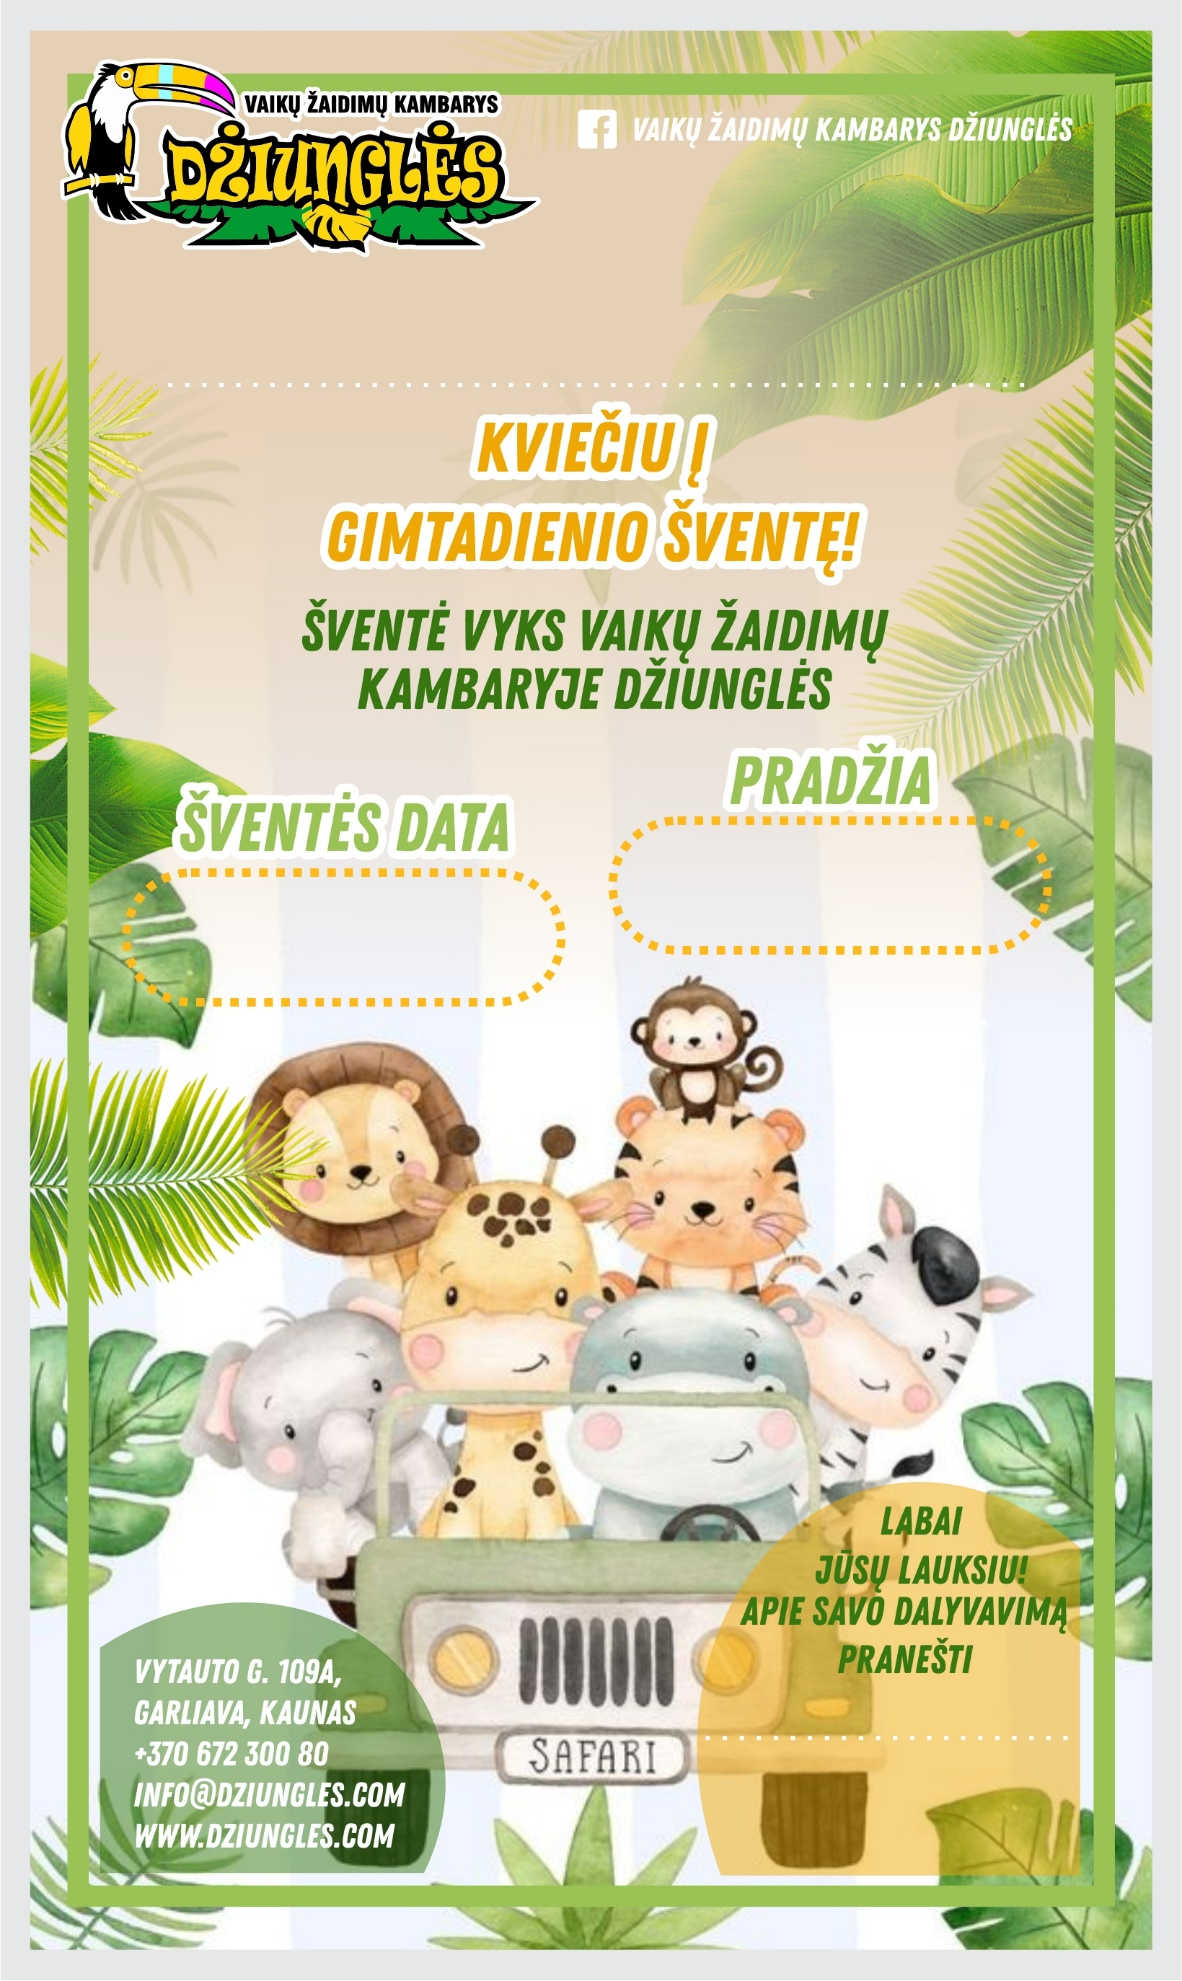 VAIKŲ ŽAIDIMŲ KAMBARYS
DŽIUNGLĖS
VAIKŲ ŽAIDIMŲ KAMBARYS DŽIUNGLĖS
KVIEČIU Į
GIMTADIENIO ŠVENTĘ!
ŠVENTĖ VYKS VAIKŲ ŽAIDIMŲ
KAMBARYJE DŽIUNGLĖS
PRADŽIA
ŠVENTĖS DATA
LABAI
JŪSŲ LAUKSIU!
APIE SAVO DALYVAVIMĄ
PRANEŠTI
VYTAUTO G. 109A,
GARLIAVA, KAUNAS
+370 672 300 80
INFO@DZIUNGLES.COM
WWW.DZIUNGLES.COM
SAFARI